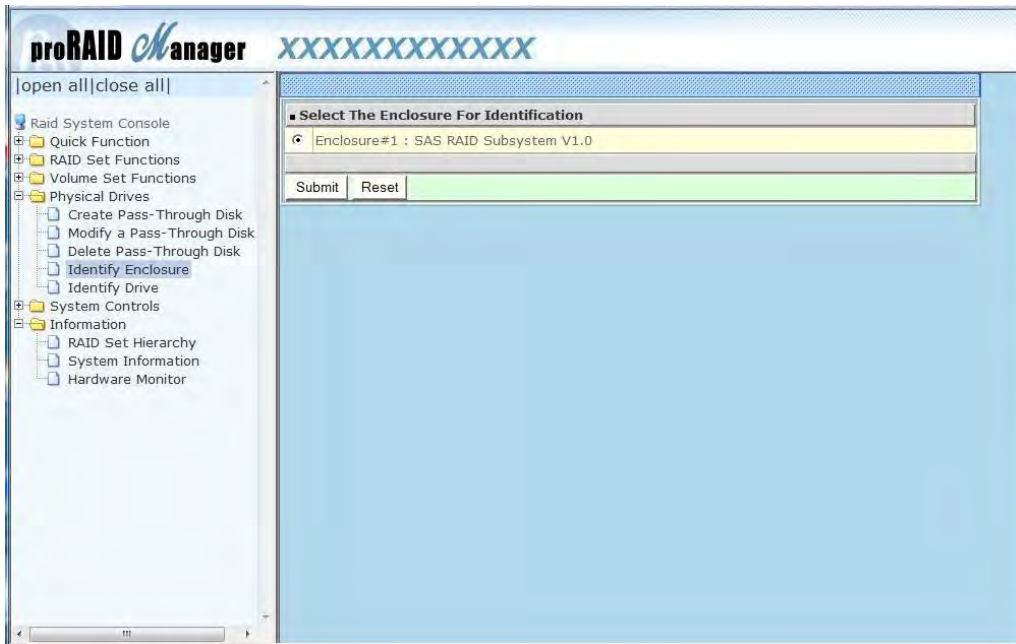 proRAID Manager
XXXXXXXXXXXX
|open all|close all|
Raid System Console
Quick Function
RAID Set Functions
Volume Set Functions
Physical Drives
Create Pass-Through Disk
Modify a Pass-Through Disk
Delete Pass-Through Disk
Identify Enclosure
Identify Drive
System Controls
Information
RAID Set Hierarchy
System Information
Hardware Monitor
Select The Enclosure For Identification
Enclosure#1 : SAS RAID Subsystem V1.0
Submit Reset